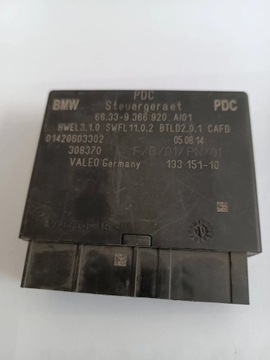 PDC
BMW Steuergeraet PDC
66.33-9 366 920 AI01
HWEL3.1.0 SWFL11.0.2 BTLD2.0.1 CAFD
01420603302 05.08.14
308370
VALEO Germany 193 151-10